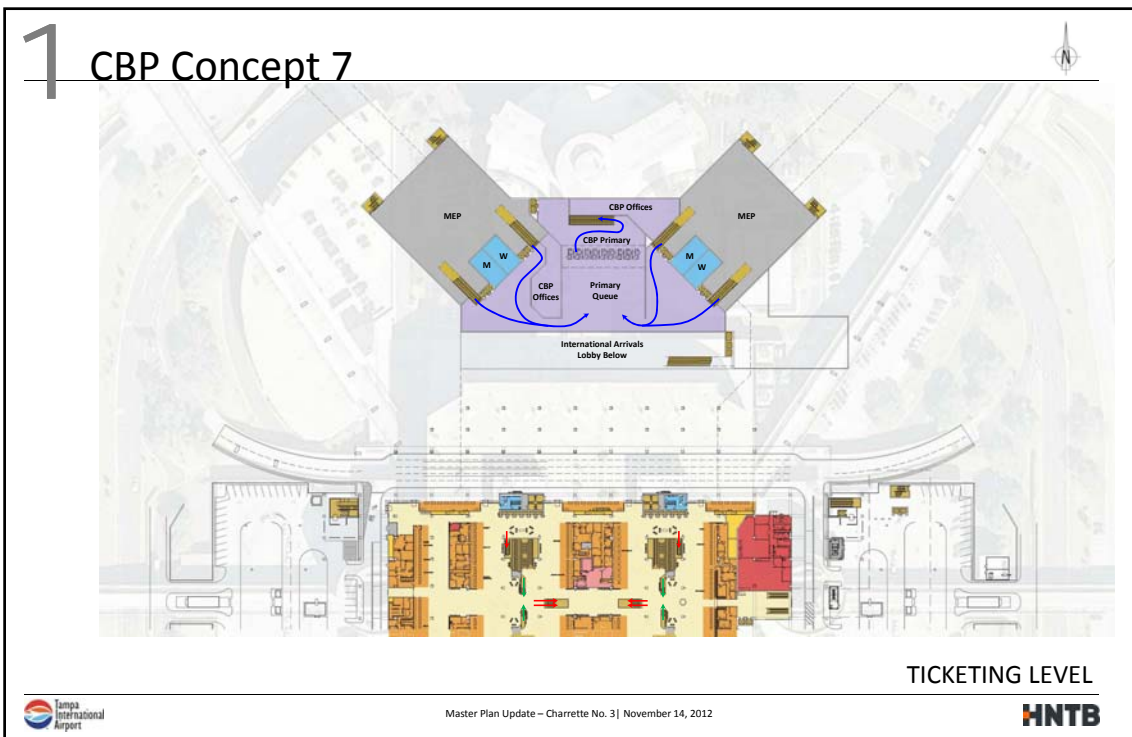 1
CBP Concept 7
N
MEP
CBP Offices
MEP
CBP Primary
W
M
M
W
CBP
Offices
Primary
Queue
International Arrivals
Lobby Below
TICKETING LEVEL
Tampa
International
Airport
Master Plan Update – Charrette No. 3| November 14, 2012
HNTB